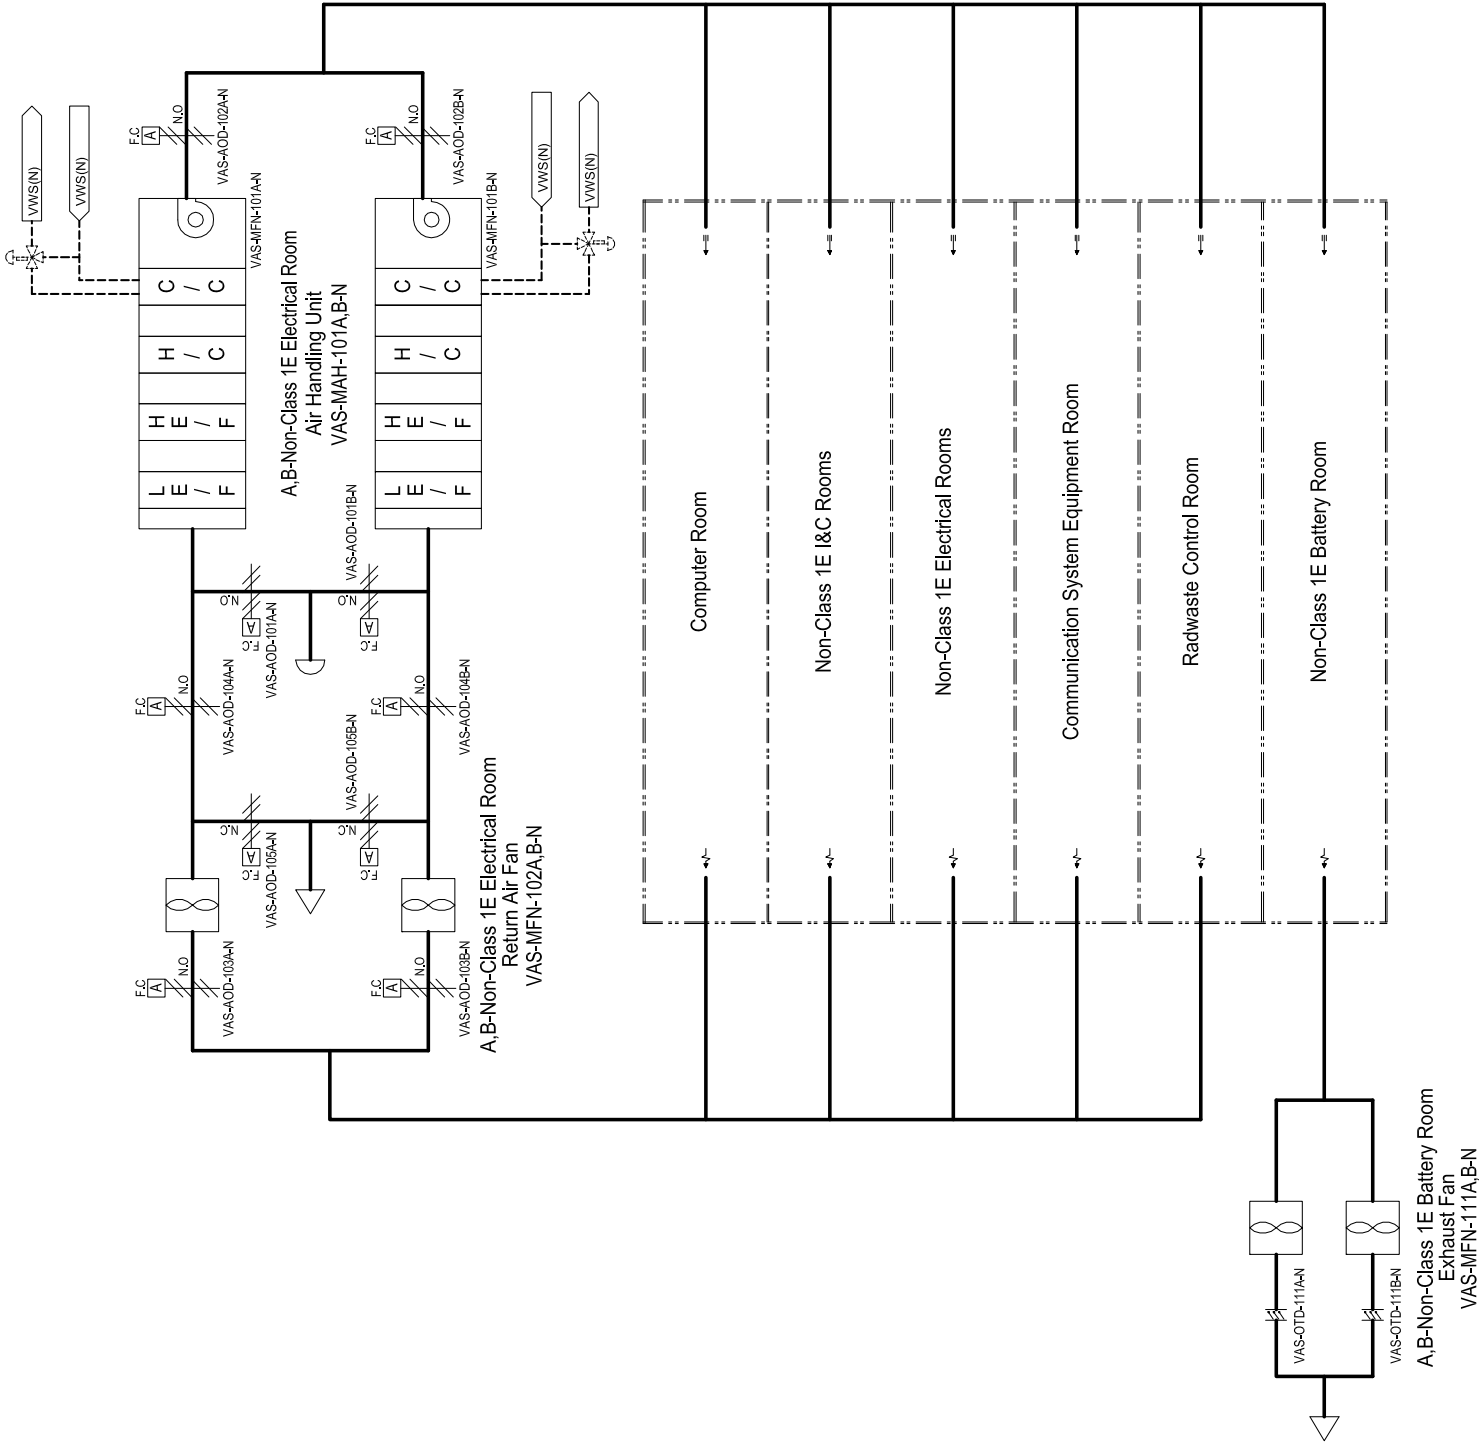 VWS(N)
VWS(N)
F.C
A
N.O
VAS-AOD-102A-N
VAS-MFN-101A-N
F.C
A
N.O
VAS-AOD-102B-N
VAS-MFN-101B-N
VWS(N)
VWS(N)
C / C
H / C
H E / F
L E / F
A,B-Non-Class 1E Electrical Room
Air Handling Unit
VAS-MAH-101A,B-N
C / C
H / C
H E / F
L E / F
N.O
A
F.C
VAS-AOD-101A-N
VAS-AOD-101B-N
N.O
A
F.C
F.C
A
N.O
VAS-AOD-104A-N
F.C
A
N.O
VAS-AOD-104B-N
N.C
A
F.C
VAS-AOD-105A-N
VAS-AOD-105B-N
N.C
A
F.C
A,B-Non-Class 1E Electrical Room
Return Air Fan
VAS-MFN-102A,B-N
F.C
A
N.O
VAS-AOD-103A-N
F.C
A
N.O
VAS-AOD-103B-N
Computer Room
Non-Class 1E I&C Rooms
Non-Class 1E Electrical Rooms
Communication System Equipment Room
Radwaste Control Room
Non-Class 1E Battery Room
VAS-OTD-111A-N
VAS-OTD-111B-N
A,B-Non-Class 1E Battery Room
Exhaust Fan
VAS-MFN-111A,B-N